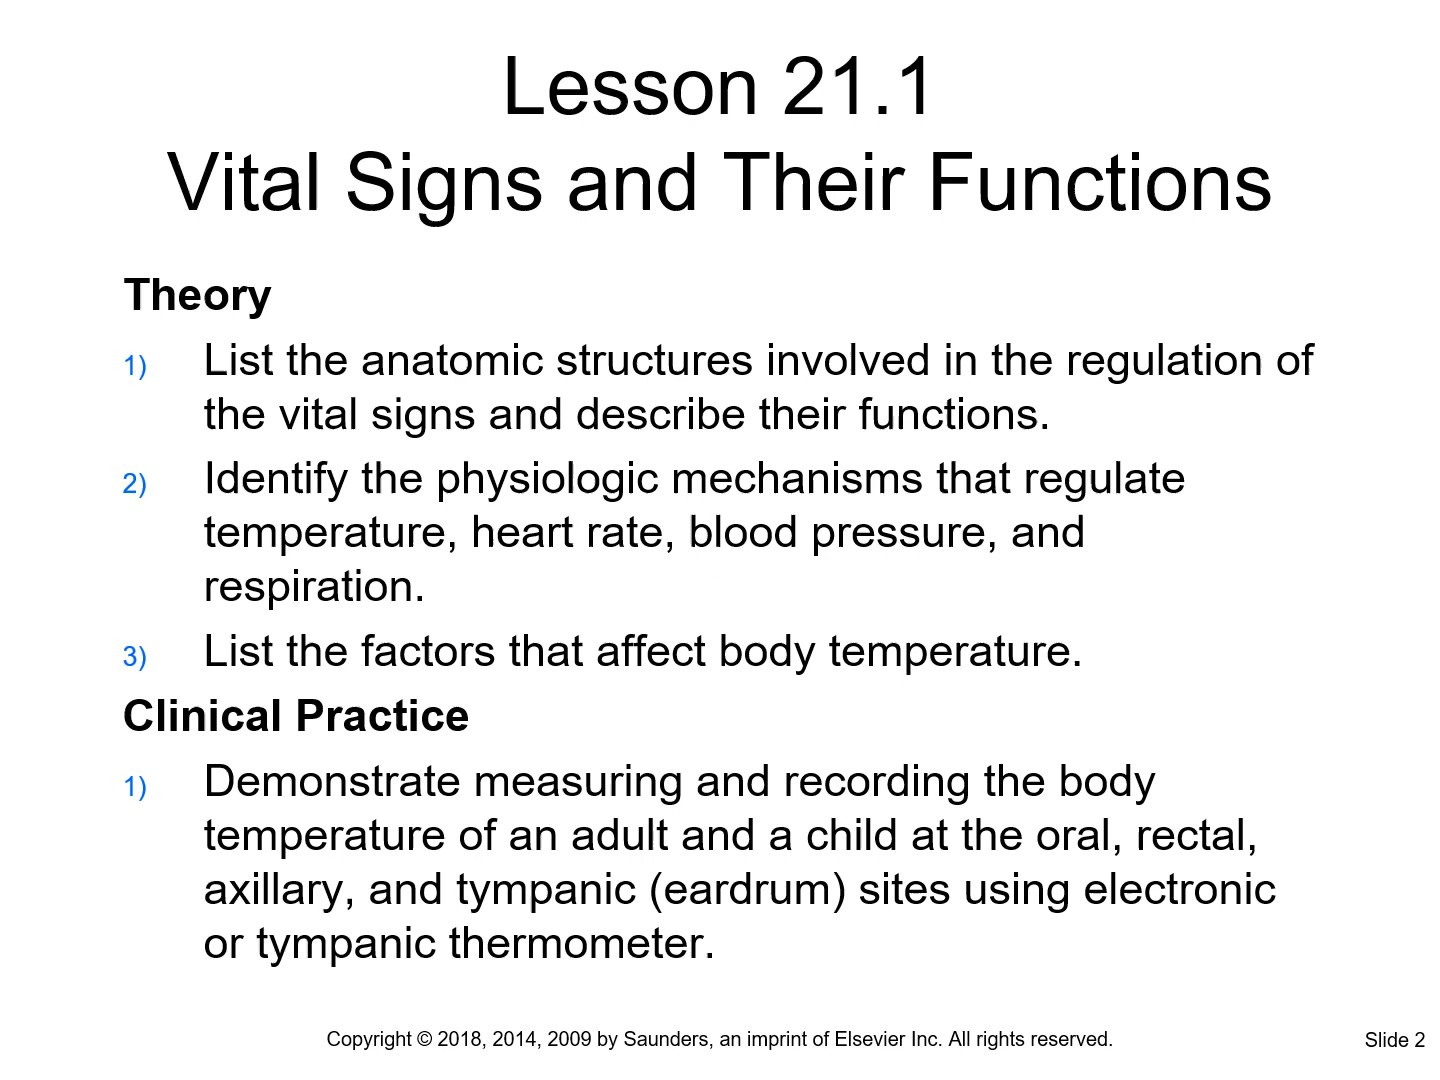 Lesson 21.1
Vital Signs and Their Functions
Theory
1) List the anatomic structures involved in the regulation of
the vital signs and describe their functions.
2) Identify the physiologic mechanisms that regulate
temperature, heart rate, blood pressure, and
respiration.
3) List the factors that affect body temperature.
Clinical Practice
1) Demonstrate measuring and recording the body
temperature of an adult and a child at the oral, rectal,
axillary, and tympanic (eardrum) sites using electronic
or tympanic thermometer.
Copyright © 2018, 2014, 2009 by Saunders, an imprint of Elsevier Inc. All rights reserved.
Slide 2